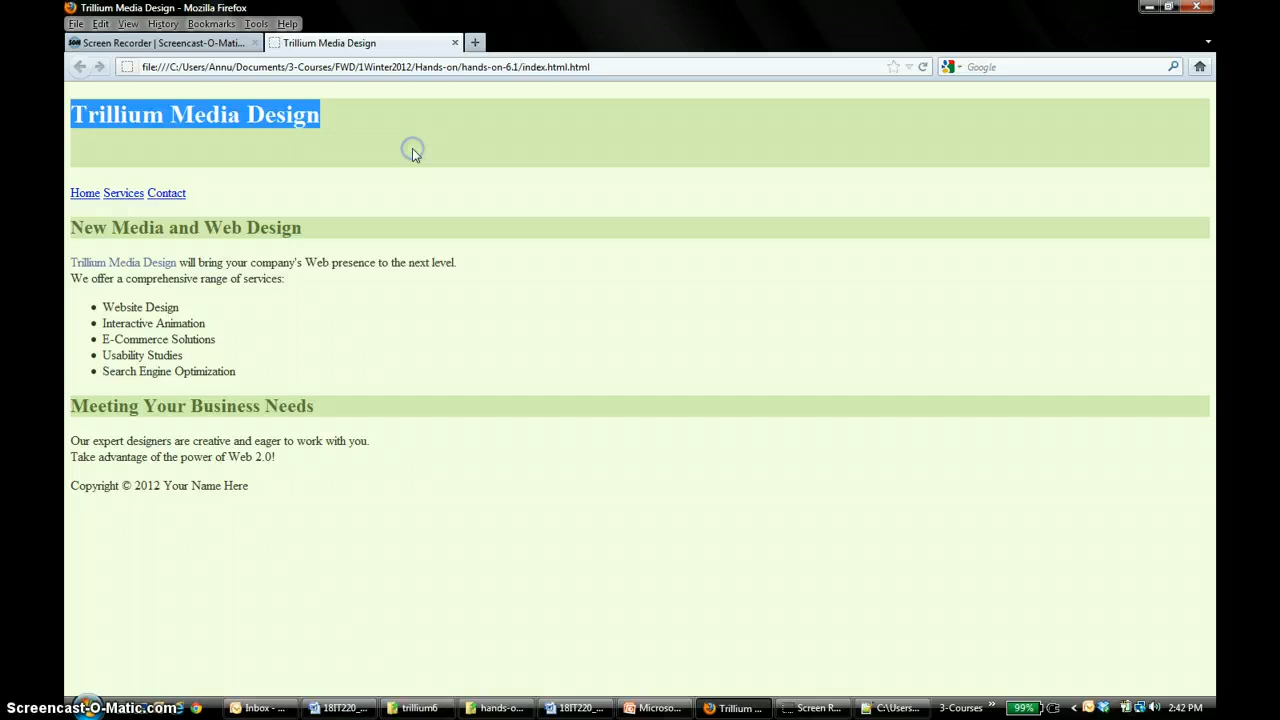 Trillium Media Design - Mozilla Firefox
File Edit View History Bookmarks Tools Help
Screen Recorder | Screencast-O-Mati... Trillium Media Design
file:///C:/Users/Annu/Documents/3-Courses/FWD/1Winter2012/Hands-on/hands-on-6.1/index.html.html Google
Trillium Media Design
Home Services Contact
New Media and Web Design
Trillium Media Design will bring your company's Web presence to the next level.
We offer a comprehensive range of services:
Website Design
Interactive Animation
E-Commerce Solutions
Usability Studies
Search Engine Optimization
Meeting Your Business Needs
Our expert designers are creative and eager to work with you.
Take advantage of the power of Web 2.0!
Copyright © 2012 Your Name Here
Screencast-O-Matic.com Inbox - ... 18IT220_... trillium6 hands-o... 18IT220_... Microso... Trillium ... Screen R... C:\Users... 3-Courses » 99% 2:42 PM